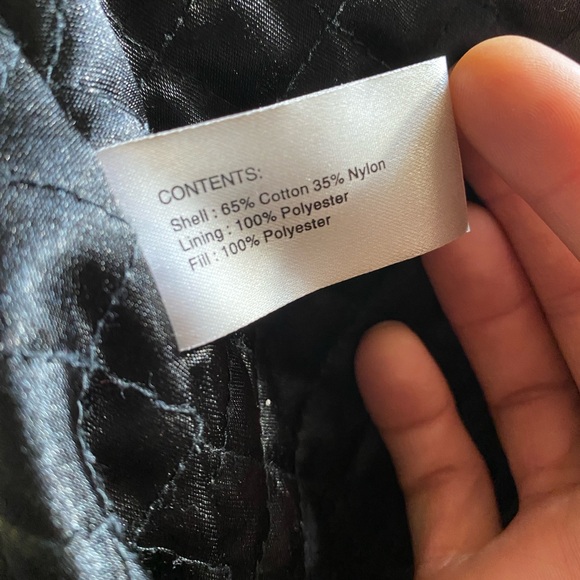 CONTENTS:
Shell : 65% Cotton 35% Nylon
Lining : 100% Polyester
Fill : 100% Polyester